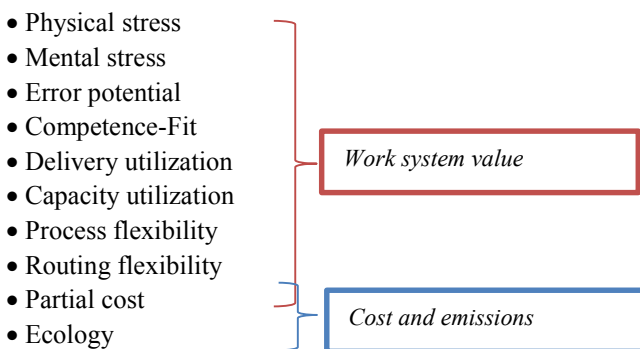 • Physical stress
• Mental stress
• Error potential
• Competence-Fit
• Delivery utilization
• Capacity utilization
• Process flexibility
• Routing flexibility
• Partial cost
• Ecology
Work system value
Cost and emissions